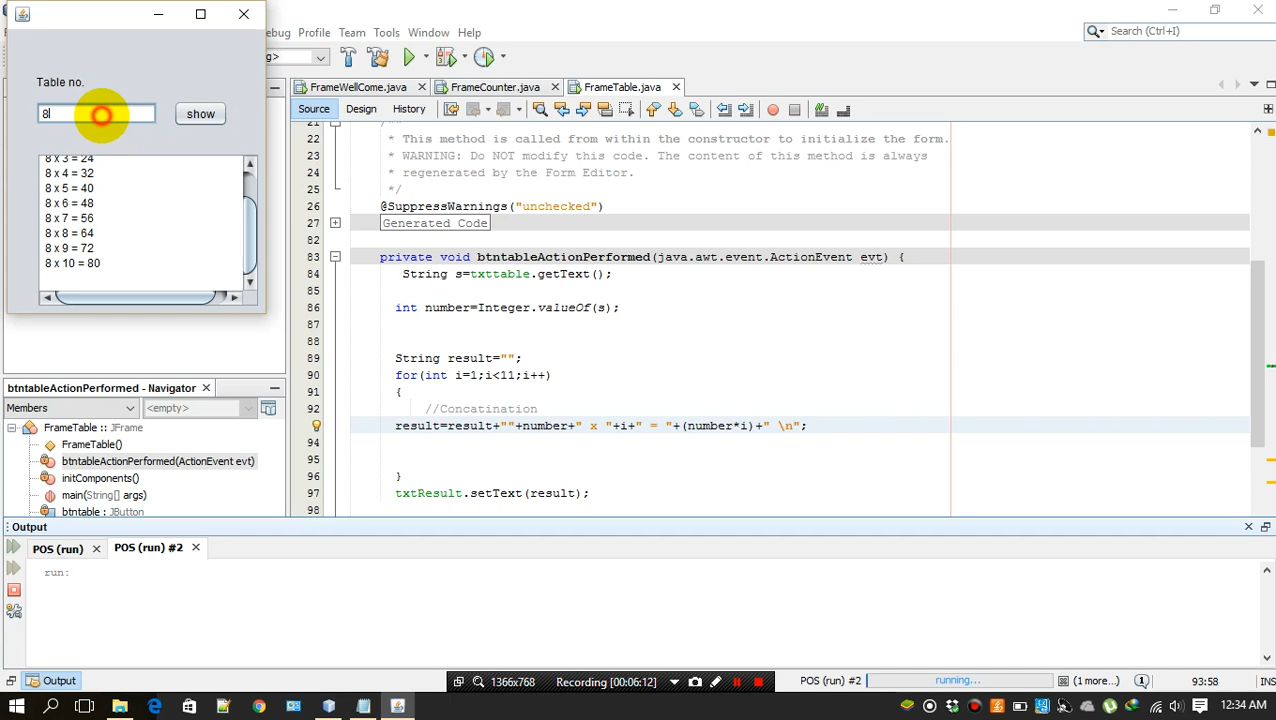 ebug Profile Team Tools Window Help
Search (Ctrl+I)
g>
Table no.
8
show
8 x 3 = 24
8 x 4 = 32
8 x 5 = 40
8 x 6 = 48
8 x 7 = 56
8 x 8 = 64
8 x 9 = 72
8 x 10 = 80
FrameWellCome.java
FrameCounter.java
FrameTable.java
Source Design History
21 /**
22 * This method is called from within the constructor to initialize the form.
23 * WARNING: Do NOT modify this code. The content of this method is always
24 * regenerated by the Form Editor.
25 */
26 @SuppressWarnings("unchecked")
27 Generated Code
82
83 private void btntableActionPerformed(java.awt.event.ActionEvent evt) {
84 String s=txttable.getText();
85
86 int number=Integer.valueOf(s);
87
88
89 String result="";
90 for(int i=1;i<11;i++)
91 {
92 //Concatination
result=result+""+number+" x "+i+" = "+(number*i)+" \n";
94
95
96 }
97 txtResult.setText(result);
98
btntableActionPerformed - Navigator
Members <empty>
FrameTable :: JFrame
FrameTable()
btntableActionPerformed(ActionEvent evt)
initComponents()
main(String[] args)
btntable : JButton
Output
POS (run)
POS (run) #2
run:
Output
1366x768
Recording [00:06:12]
POS (run) #2
running...
(1 more...)
93:58
INS
12:34 AM